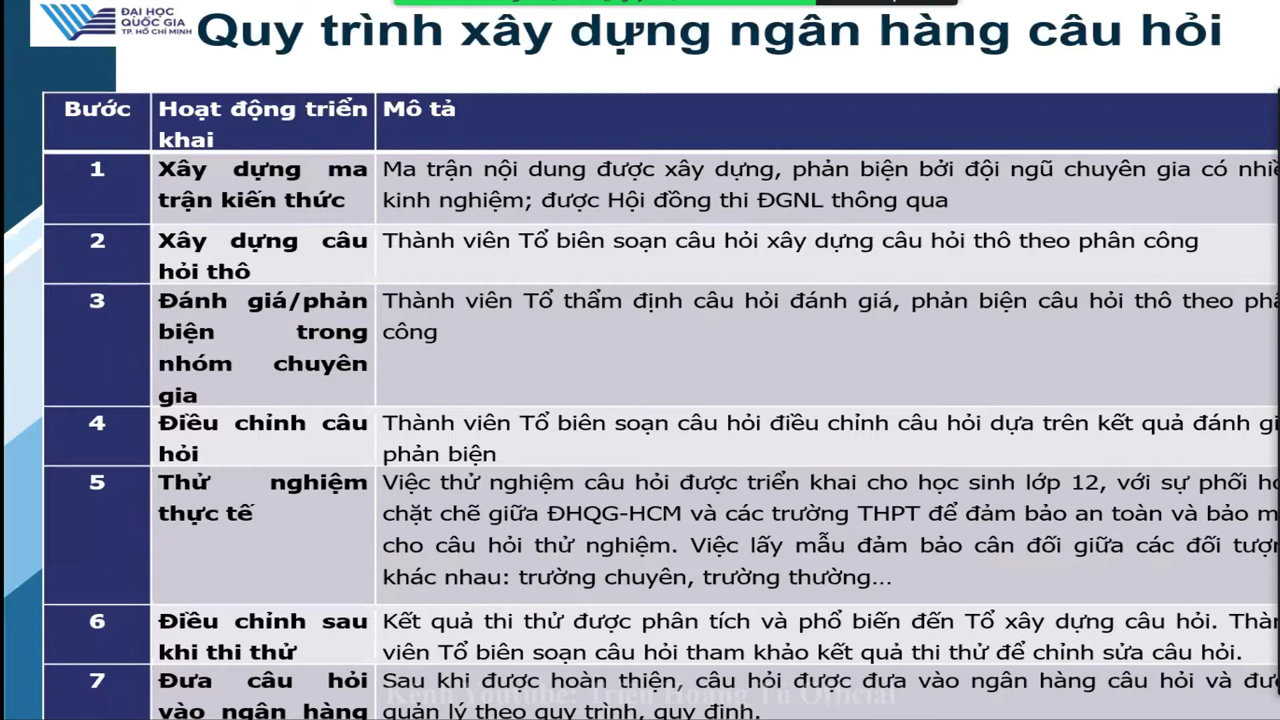 ĐẠI HỌC
QUỐC GIA
TP. HỒ CHÍ MINH
Quy trình xây dựng ngân hàng câu hỏi
Bước
Hoạt động triển
khai
Mô tả
1
Xây dựng ma
trận kiến thức
Ma trận nội dung được xây dựng, phản biện bởi đội ngũ chuyên gia có
kinh nghiệm; được Hội đồng thi ĐGNL thông qua
2
Xây dựng câu
hỏi thô
Thành viên Tổ biên soạn câu hỏi xây dựng câu hỏi thô theo phân công
3
Đánh giá/phản
biện trong
nhóm chuyên
gia
Thành viên Tổ thẩm định câu hỏi đánh giá, phản biện câu hỏi thô theo
công
4
Điều chỉnh câu
hỏi
Thành viên Tổ biên soạn câu hỏi điều chỉnh câu hỏi dựa trên kết quả đánh
phản biện
5
Thử nghiệm
thực tế
Việc thử nghiệm câu hỏi được triển khai cho học sinh lớp 12, với sự phối
chặt chẽ giữa ĐHQG-HCM và các trường THPT để đảm bảo an toàn và bảo
cho câu hỏi thử nghiệm. Việc lấy mẫu đảm bảo cân đối giữa các đối
khác nhau: trường chuyên, trường thường...
6
Điều chỉnh sau
khi thi thử
Kết quả thi thử được phân tích và phổ biến đến Tổ xây dựng câu hỏi.
viên Tổ biên soạn câu hỏi tham khảo kết quả thi thử để chỉnh sửa câu hỏi.
7
Đưa câu hỏi
vào ngân hàng
Sau khi được hoàn thiện, câu hỏi được đưa vào ngân hàng câu hỏi và
quản lý theo quy trình, quy định.
Kênh Youtube: Triệu Hoàng Tú Official